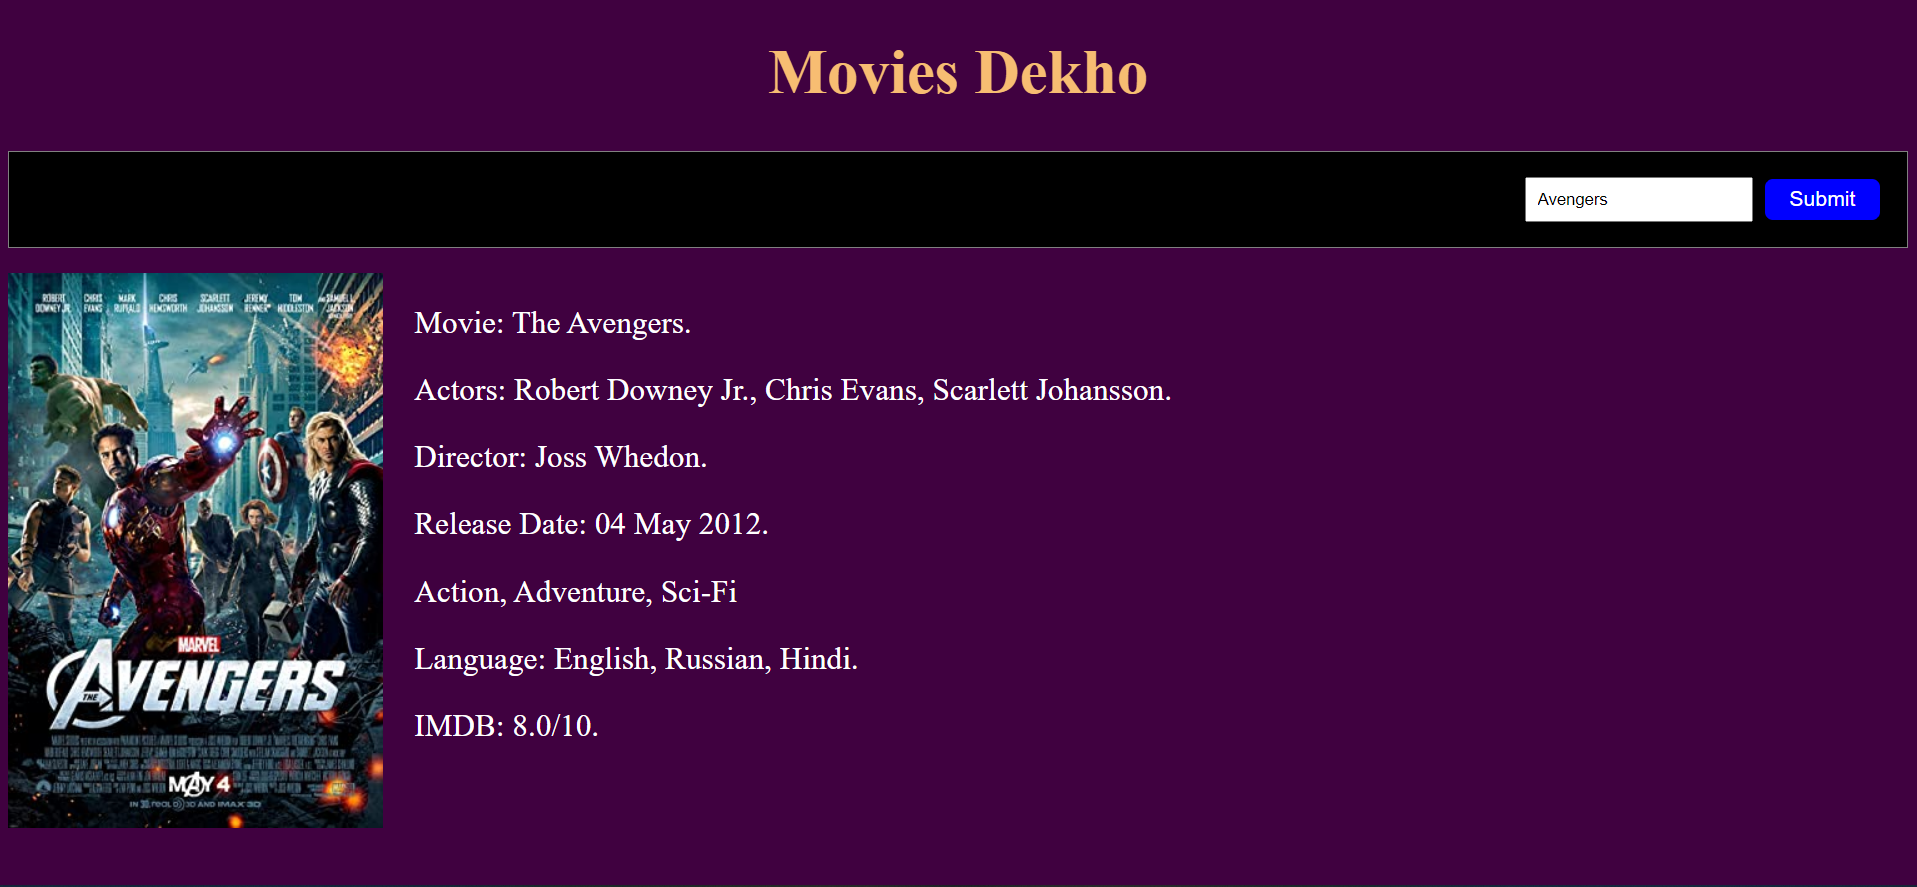 Movies Dekho
Avengers
Submit
ROBERT DOWNEY JR. CHRIS EVANS MARK RUFFALO CHRIS HEMSWORTH SCARLETT JOHANSSON JEREMY RENNER TOM HIDDLESTON AND SAMUEL L. JACKSON
MARVEL
THE AVENGERS
MAY 4
IN REAL D 3D AND IMAX 3D
Movie: The Avengers.
Actors: Robert Downey Jr., Chris Evans, Scarlett Johansson.
Director: Joss Whedon.
Release Date: 04 May 2012.
Action, Adventure, Sci-Fi
Language: English, Russian, Hindi.
IMDB: 8.0/10.